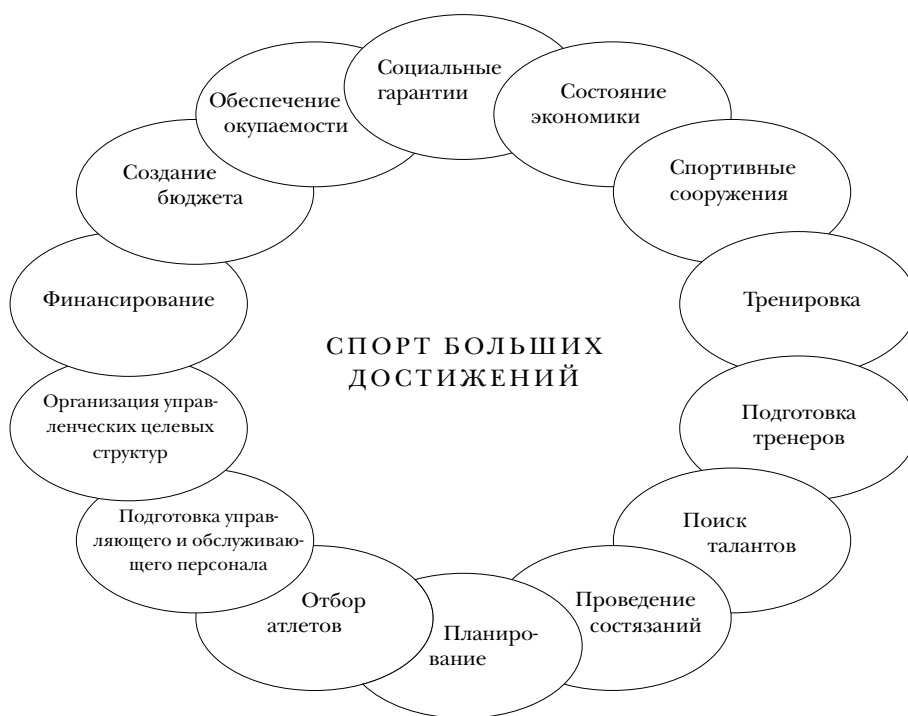 Социальные
гарантии
Состояние
экономики
Спортивные
сооружения
Тренировка
Подготовка
тренеров
Поиск
талантов
Проведение
состязаний
Планиро-
вание
Отбор
атлетов
Подготовка управ-
ляющего и обслуживаю-
щего персонала
Организация управ-
ленческих целевых
структур
Финансирование
Создание
бюджета
Обеспечение
окупаемости
СПОРТ БОЛЬШИХ
ДОСТИЖЕНИЙ